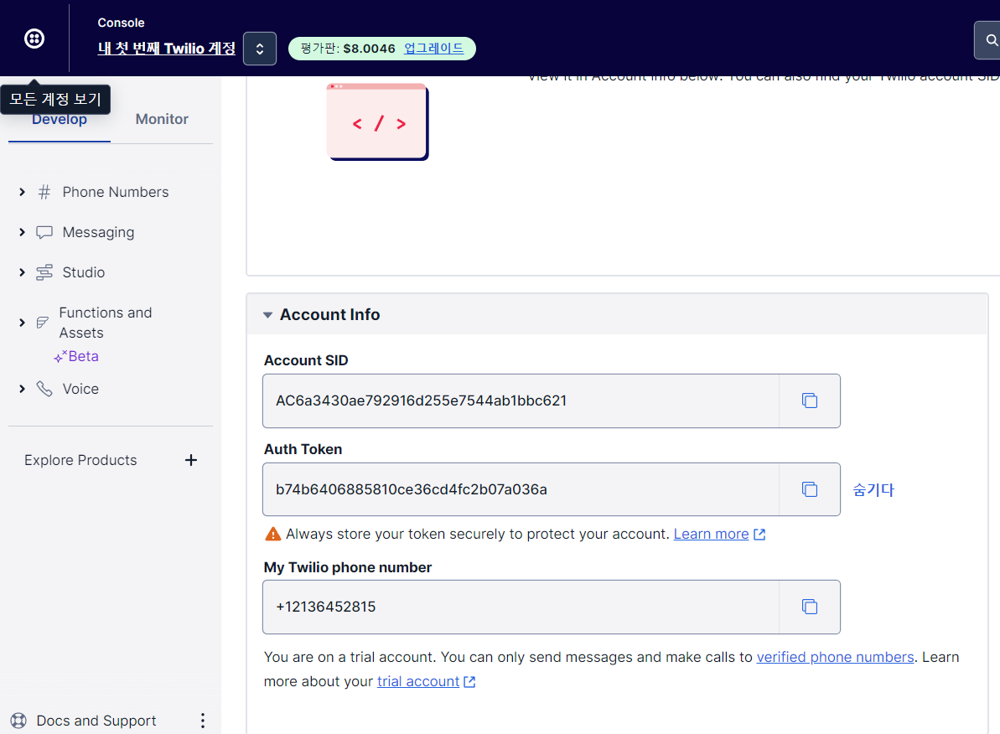 Console
내 첫 번째 Twilio 계정
평가판: $8.0046 업그레이드
모든 계정 보기
view it in Account Info below. You can also find your Twilio account SID
Develop
Monitor
Phone Numbers
Messaging
Studio
Functions and
Assets
Beta
Voice
Explore Products
Docs and Support
< / >
Account Info
Account SID
AC6a3430ae792916d255e7544ab1bbc621
Auth Token
b74b6406885810ce36cd4fc2b07a036a
숨기다
Always store your token securely to protect your account. Learn more
My Twilio phone number
+12136452815
You are on a trial account. You can only send messages and make calls to verified phone numbers. Learn
more about your trial account